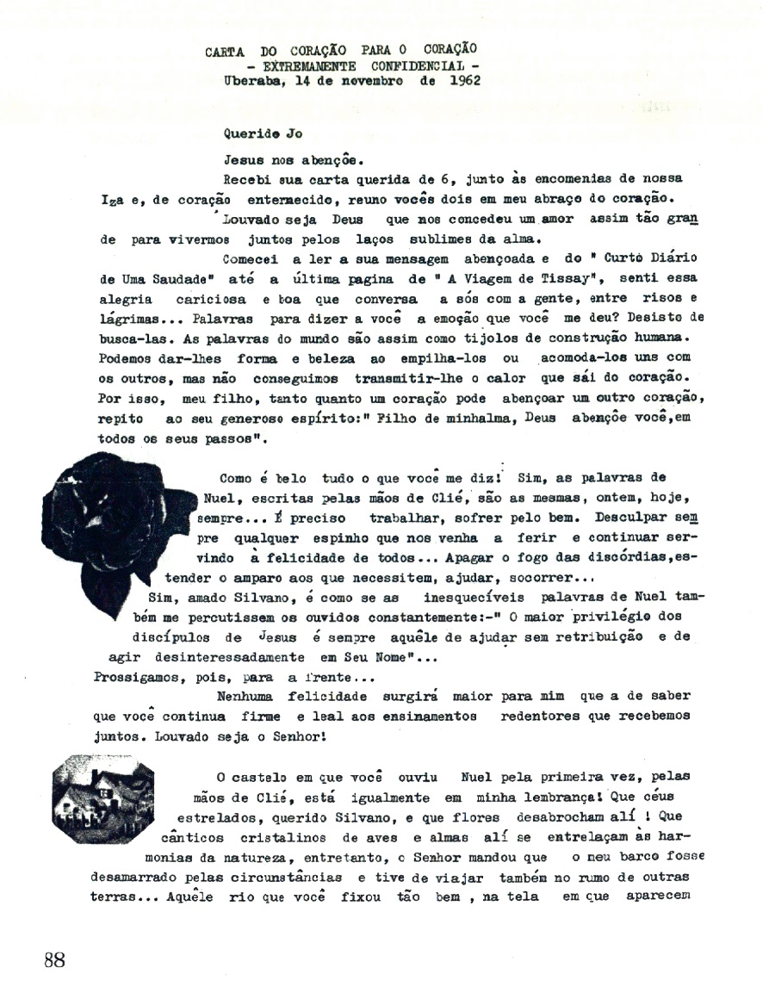 CARTA DO CORAÇÃO PARA O CORAÇÃO
- EXTREMAMENTE CONFIDENCIAL -
Uberaba, 14 de novembro de 1962
Querido Jo
Jesus nos abençôe.
Recebi sua carta querida de 6, junto às encomenias de nossa
Iza e, de coração enternecido, reuno vocês dois em meu abraço do coração.
Louvado seja Deus que nos concedeu um amor assim tão gran
de para vivermos juntos pelos laços sublimes da alma.
Comecei a ler a sua mensagem abençoada e do " Curto Diário
de Uma Saudade" até a última pagina de " A Viagem de Tissay", senti essa
alegria cariciosa e boa que conversa a sós com a gente, entre risos e
lágrimas... Palavras para dizer a você a emoção que você me deu? Desisto de
busca-las. As palavras do mundo são assim como tijolos de construção humana.
Podemos dar-lhes forma e beleza ao empilha-los ou acomoda-los uns com
os outros, mas não conseguimos transmitir-lhe o calor que sái do coração.
Por isso, meu filho, tanto quanto um coração pode abençoar um outro coração,
repito ao seu generoso espírito:" Filho de minhalma, Deus abençôe você,em
todos os seus passos".
Como é belo tudo o que você me diz! Sim, as palavras de
Nuel, escritas pelas mãos de Clié, são as mesmas, ontem, hoje,
sempre... É preciso trabalhar, sofrer pelo bem. Desculpar sem
pre qualquer espinho que nos venha a ferir e continuar ser-
vindo à felicidade de todos... Apagar o fogo das discórdias,es-
tender o amparo aos que necessitem, ajudar, socorrer...
Sim, amado Silvano, é como se as inesquecíveis palavras de Nuel tam-
bém me percutissem os ouvidos constantemente:-" O maior privilégio dos
discípulos de Jesus é sempre aquêle de ajudar sem retribuição e de
agir desinteressadamente em Seu Nome"...
Prossigamos, pois, para a frente...
Nenhuma felicidade surgirá maior para mim que a de saber
que você continua firme e leal aos ensinamentos redentores que recebemos
juntos. Louvado seja o Senhor!
O castelo em que você ouviu Nuel pela primeira vez, pelas
mãos de Clié, está igualmente em minha lembrança! Que céus
estrelados, querido Silvano, e que flores desabrocham alí ! Que
cânticos cristalinos de aves e almas alí se entrelaçam às har-
monias da natureza, entretanto, o Senhor mandou que o meu barco fosse
desamarrado pelas circunstâncias e tive de viajar também no rumo de outras
terras... Aquêle rio que você fixou tão bem , na tela em que aparecem
88